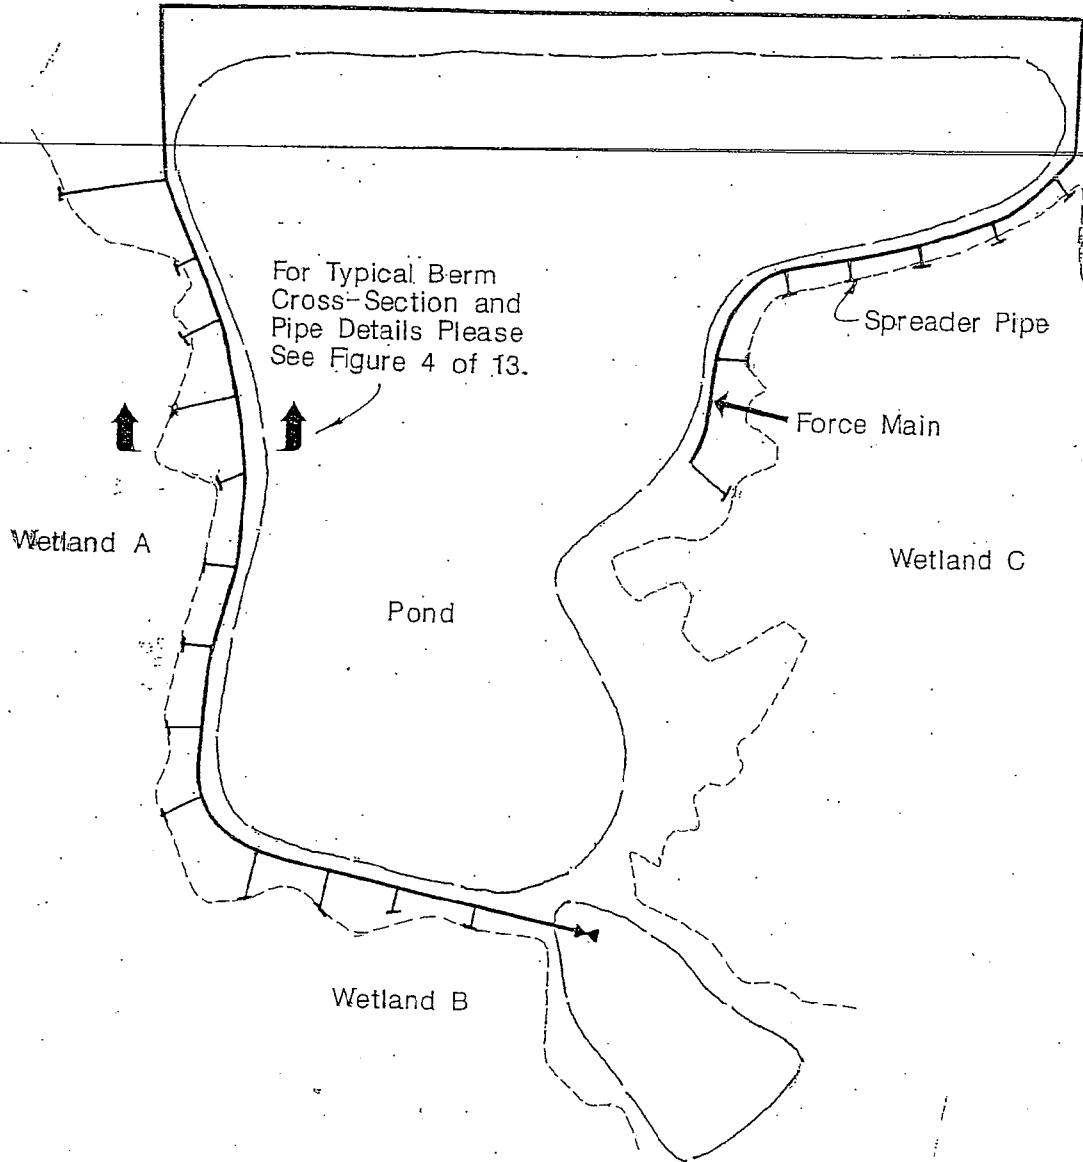 For Typical Berm
Cross-Section and
Pipe Details Please
See Figure 4 of 13.
Spreader Pipe
Force Main
Wetland A
Wetland C
Pond
Wetland B